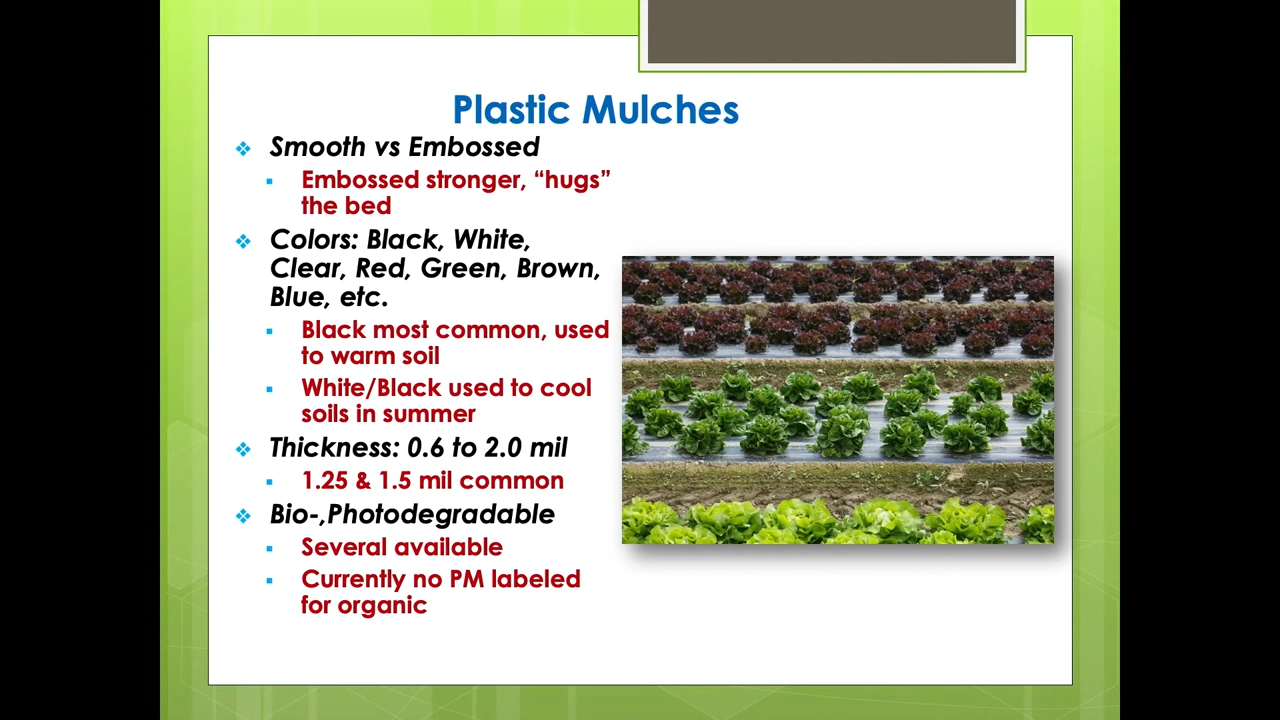 Plastic Mulches
Smooth vs Embossed
Embossed stronger, “hugs”
the bed
Colors: Black, White,
Clear, Red, Green, Brown,
Blue, etc.
Black most common, used
to warm soil
White/Black used to cool
soils in summer
Thickness: 0.6 to 2.0 mil
1.25 & 1.5 mil common
Bio-,Photodegradable
Several available
Currently no PM labeled
for organic